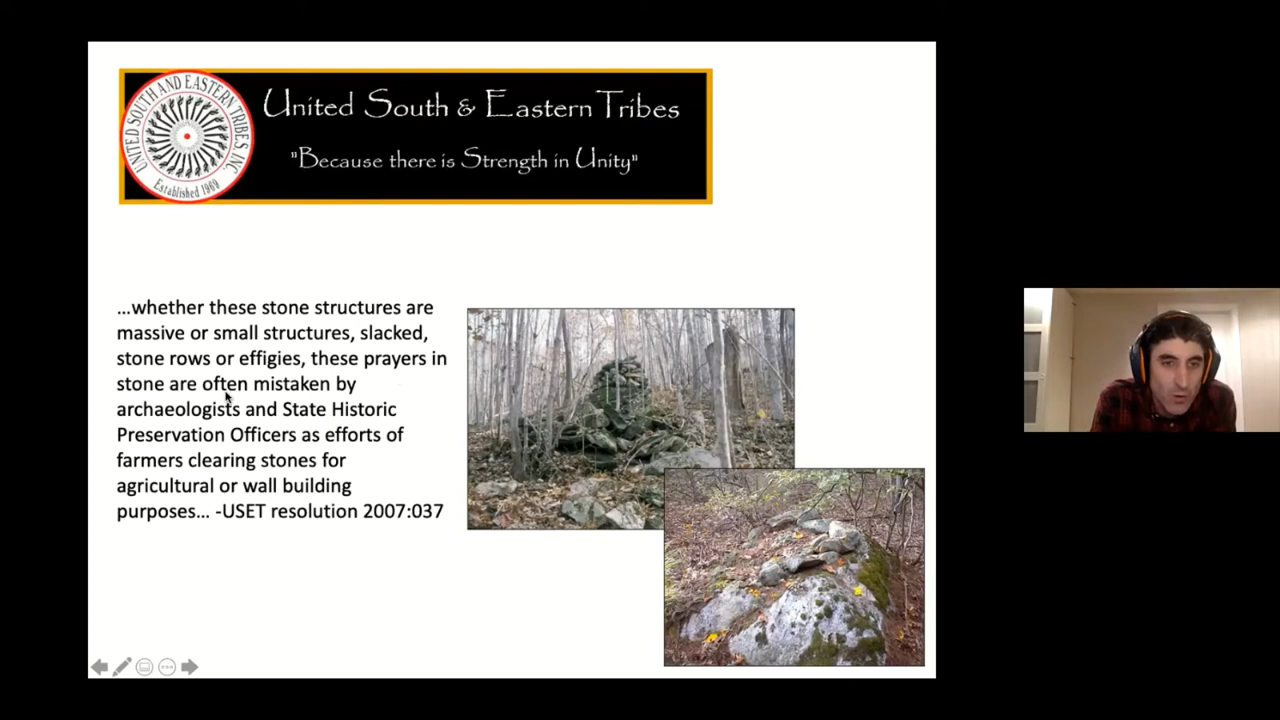 UNITED SOUTH AND EASTERN TRIBES, INC.
Established 1969
United South & Eastern Tribes
"Because there is Strength in Unity"
...whether these stone structures are
massive or small structures, slacked,
stone rows or effigies, these prayers in
stone are often mistaken by
archaeologists and State Historic
Preservation Officers as efforts of
farmers clearing stones for
agricultural or wall building
purposes... -USET resolution 2007:037